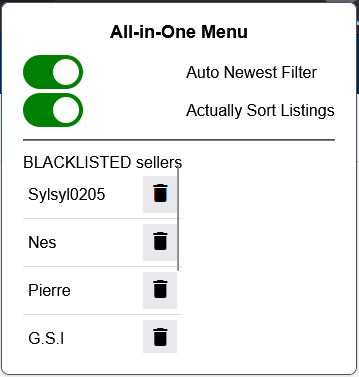 All-in-One Menu
Auto Newest Filter
Actually Sort Listings
BLACKLISTED sellers
Sylsyl0205
Nes
Pierre
G.S.I